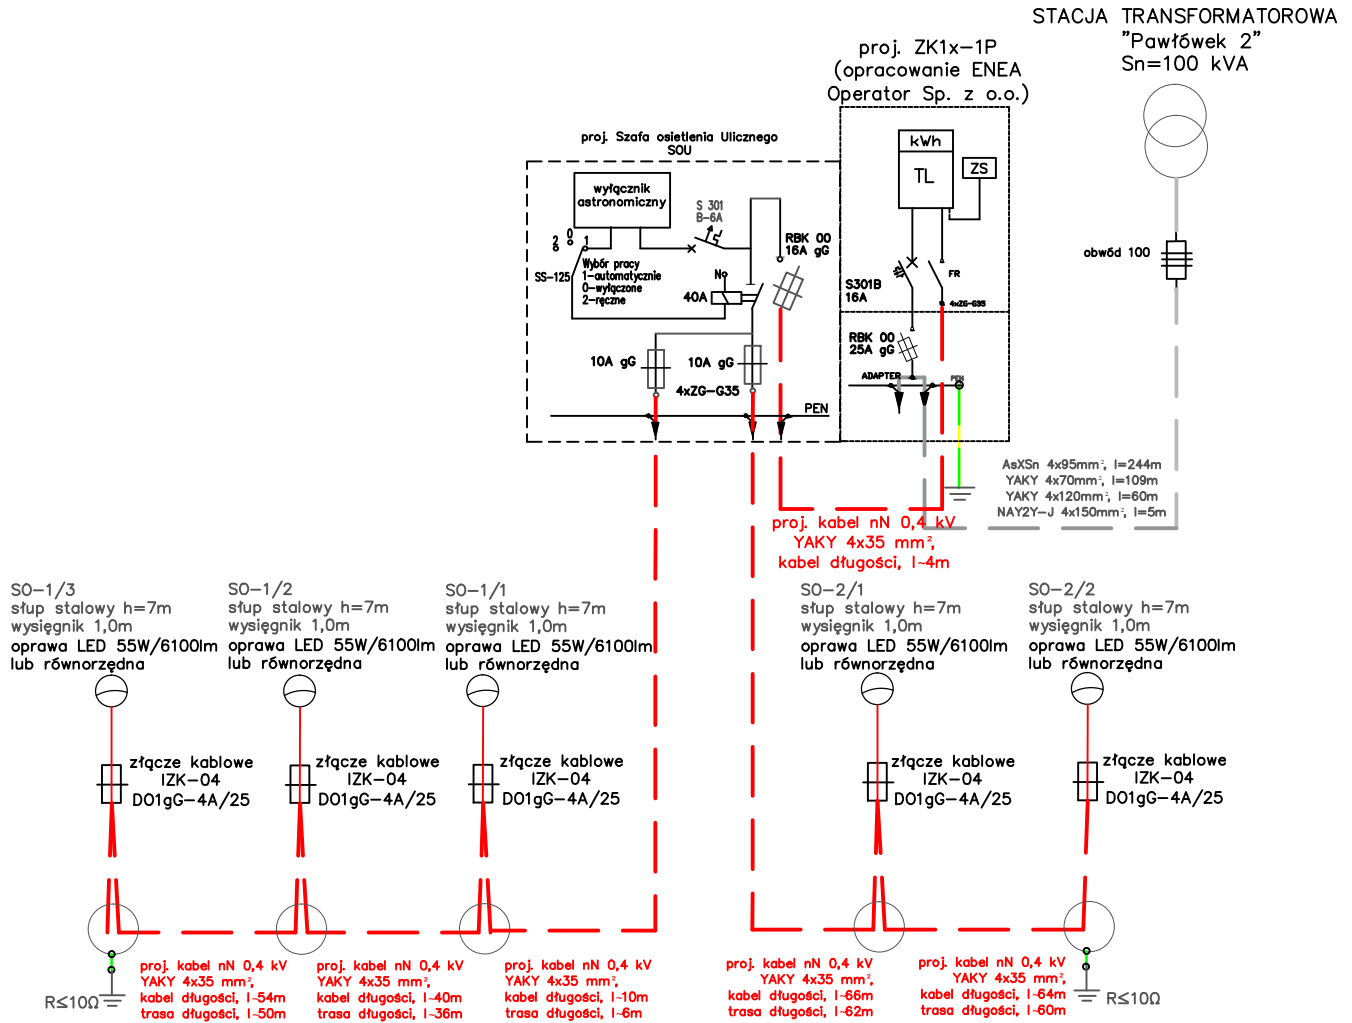 STACJA TRANSFORMATOROWA
"Pawłówek 2"
Sn=100 kVA
proj. ZK1x-1P
(opracowanie ENEA
Operator Sp. z o.o.)
proj. Szafa osietlenia Ulicznego
SOU
kWh
TL
ZS
wyłącznik
astronomiczny
S 301
B-6A
2
0
1
SS-125
Wybór pracy
1-automatycznie
0-wyłączone
2-ręczne
N
40A
RBK 00
16A gG
S301B
16A
FR
4xZG-G35
obwód 100
RBK 00
25A gG
10A gG
10A gG
4xZG-G35
ADAPTER
PEN
PEN
AsXSn 4x95mm², l=244m
YAKY 4x70mm², l=109m
YAKY 4x120mm², l=60m
NAY2Y-J 4x150mm², l=5m
proj. kabel nN 0,4 kV
YAKY 4x35 mm²,
kabel długości, l~4m
SO-1/3
słup stalowy h=7m
wysięgnik 1,0m
oprawa LED 55W/6100lm
lub równorzędna
SO-1/2
słup stalowy h=7m
wysięgnik 1,0m
oprawa LED 55W/6100lm
lub równorzędna
SO-1/1
słup stalowy h=7m
wysięgnik 1,0m
oprawa LED 55W/6100lm
lub równorzędna
SO-2/1
słup stalowy h=7m
wysięgnik 1,0m
oprawa LED 55W/6100lm
lub równorzędna
SO-2/2
słup stalowy h=7m
wysięgnik 1,0m
oprawa LED 55W/6100lm
lub równorzędna
złącze kablowe
IZK-04
DO1gG-4A/25
złącze kablowe
IZK-04
DO1gG-4A/25
złącze kablowe
IZK-04
DO1gG-4A/25
złącze kablowe
IZK-04
DO1gG-4A/25
złącze kablowe
IZK-04
DO1gG-4A/25
R≤10Ω
proj. kabel nN 0,4 kV
YAKY 4x35 mm²,
kabel długości, l~54m
trasa długości, l~50m
proj. kabel nN 0,4 kV
YAKY 4x35 mm²,
kabel długości, l~40m
trasa długości, l~36m
proj. kabel nN 0,4 kV
YAKY 4x35 mm²,
kabel długości, l~10m
trasa długości, l~6m
proj. kabel nN 0,4 kV
YAKY 4x35 mm²,
kabel długości, l~66m
trasa długości, l~62m
proj. kabel nN 0,4 kV
YAKY 4x35 mm²,
kabel długości, l~64m
trasa długości, l~60m
R≤10Ω